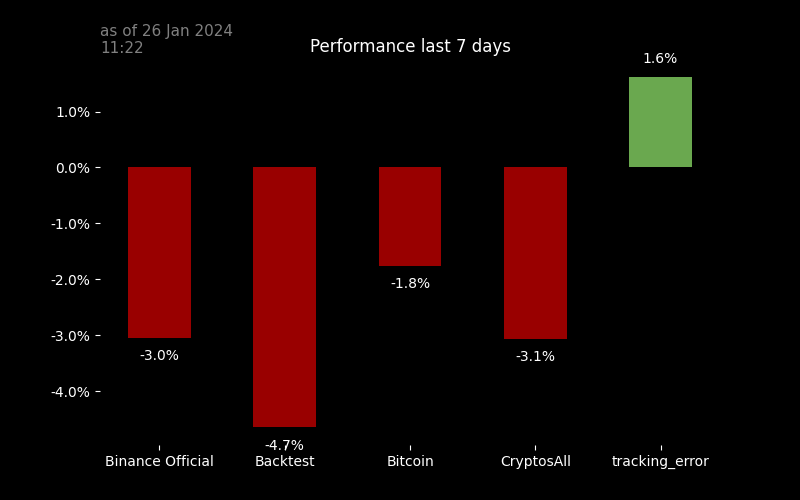 as of 26 Jan 2024
11:22
Performance last 7 days
1.6%
1.0%
0.0%
-1.0%
-2.0%
-1.8%
-3.0%
-3.0%
-3.1%
-4.0%
-4.7%
Binance Official
Backtest
Bitcoin
CryptosAll
tracking_error